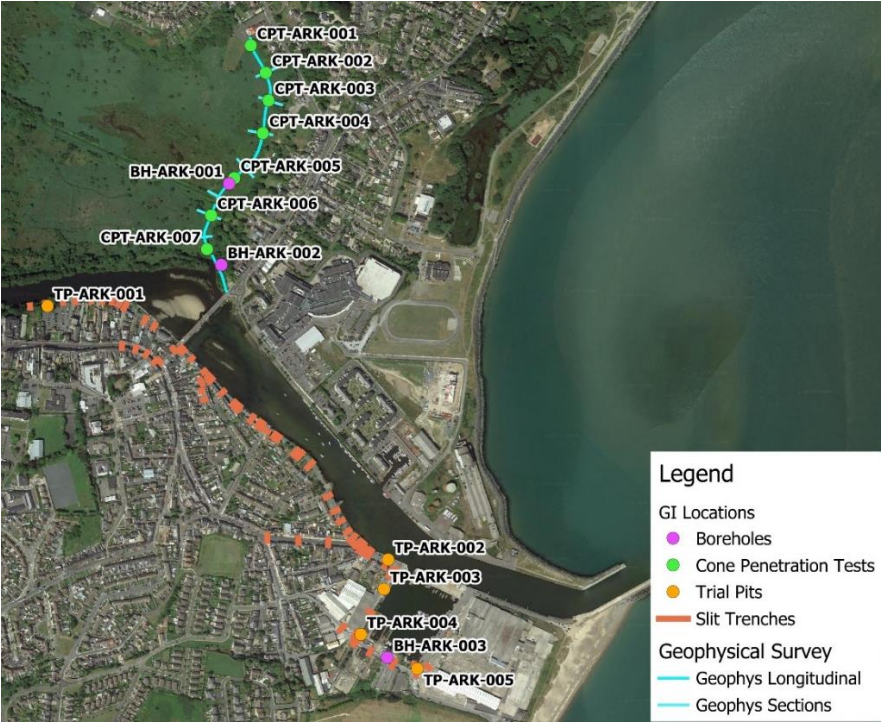 CPT-ARK-001
CPT-ARK-002
CPT-ARK-003
CPT-ARK-004
CPT-ARK-005
BH-ARK-001
CPT-ARK-006
CPT-ARK-007
BH-ARK-002
TP-ARK-001
TP-ARK-002
TP-ARK-003
TP-ARK-004
BH-ARK-003
TP-ARK-005
Legend
GI Locations
Boreholes
Cone Penetration Tests
Trial Pits
Slit Trenches
Geophysical Survey
Geophys Longitudinal
Geophys Sections